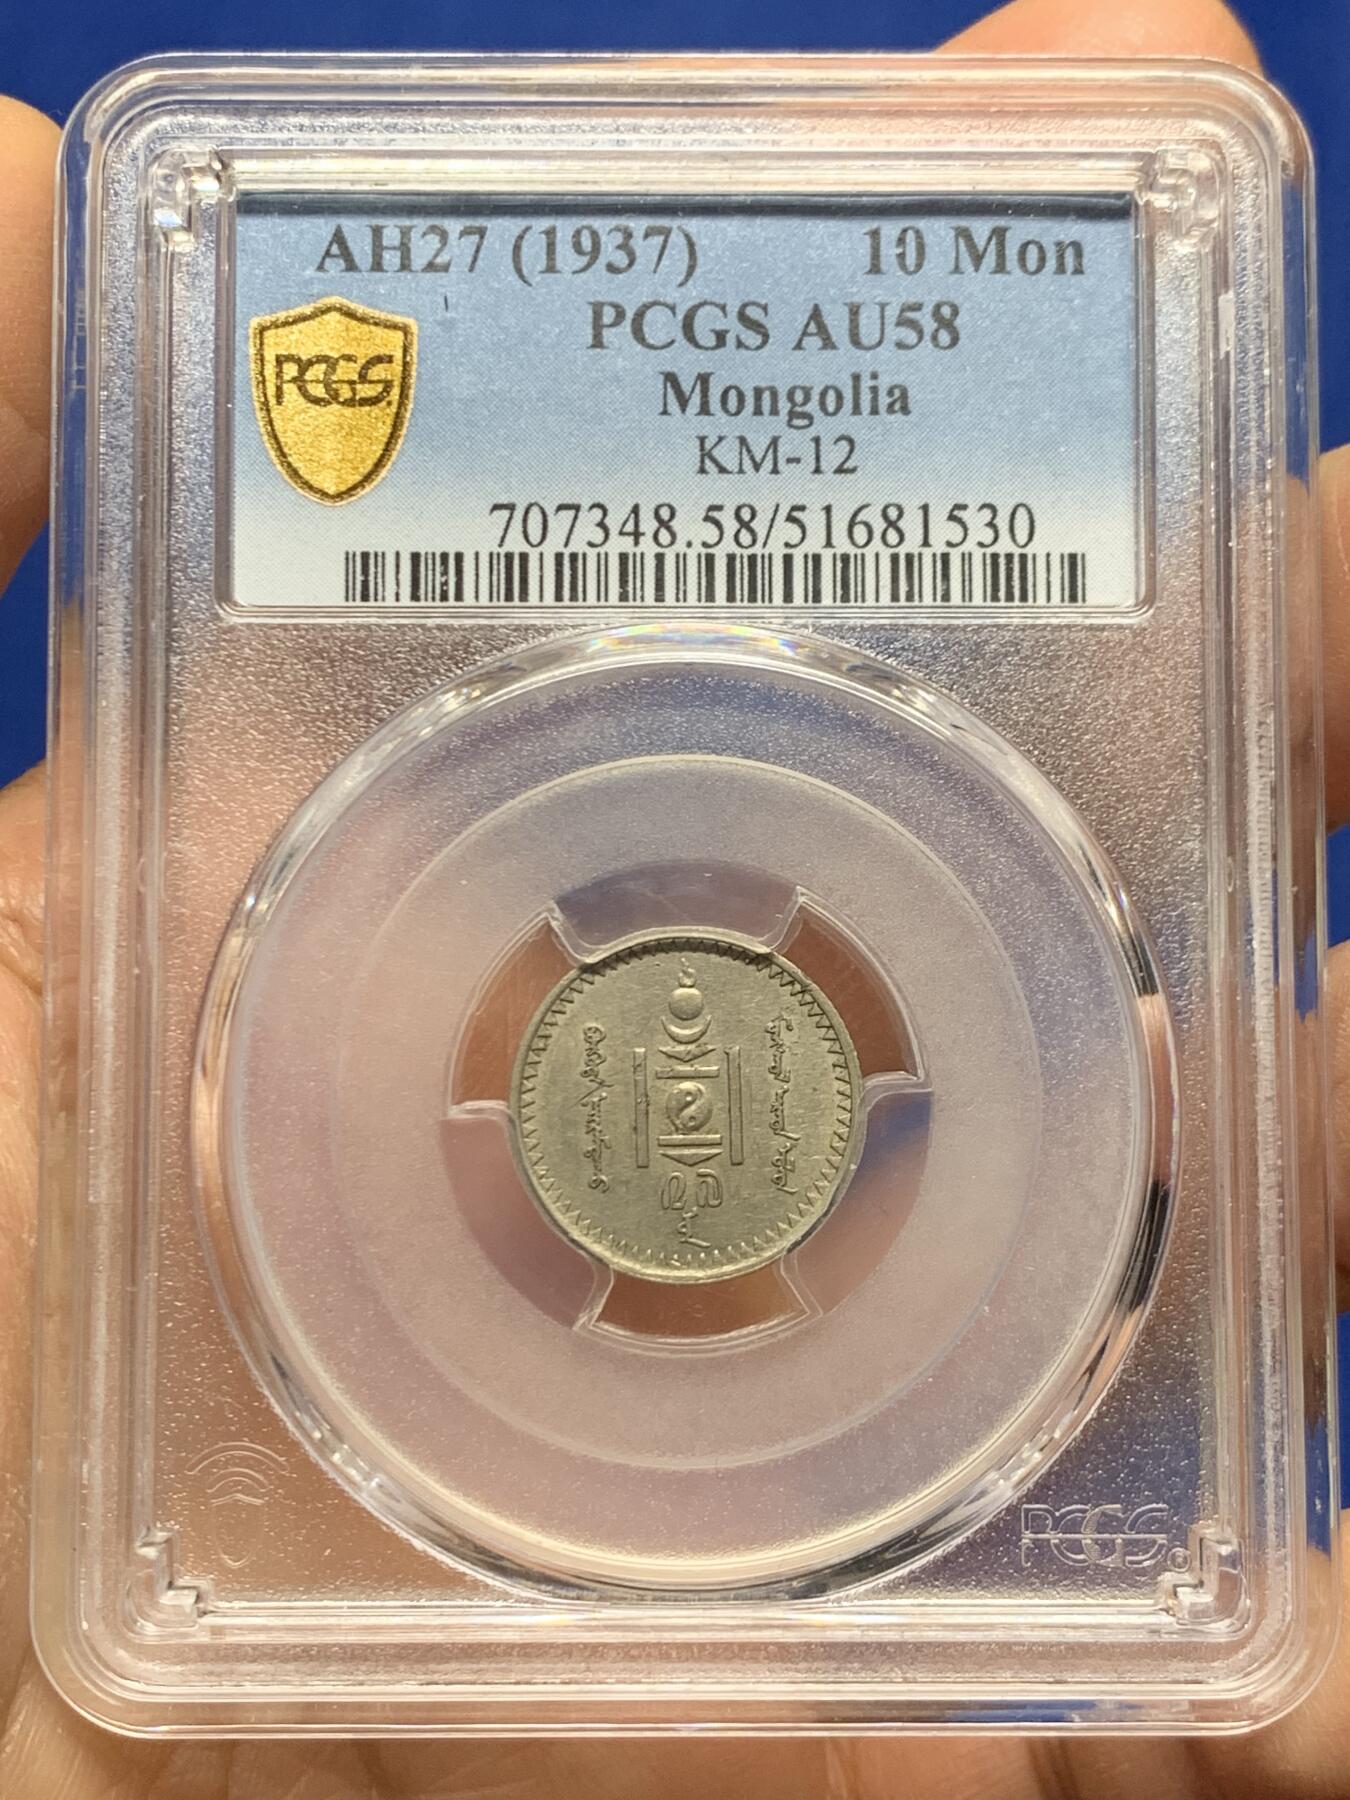 AH27 (1937) 10 Mon
PCGS AU58
PCGS
Mongolia
KM-12
707348.58/51681530
PCGS